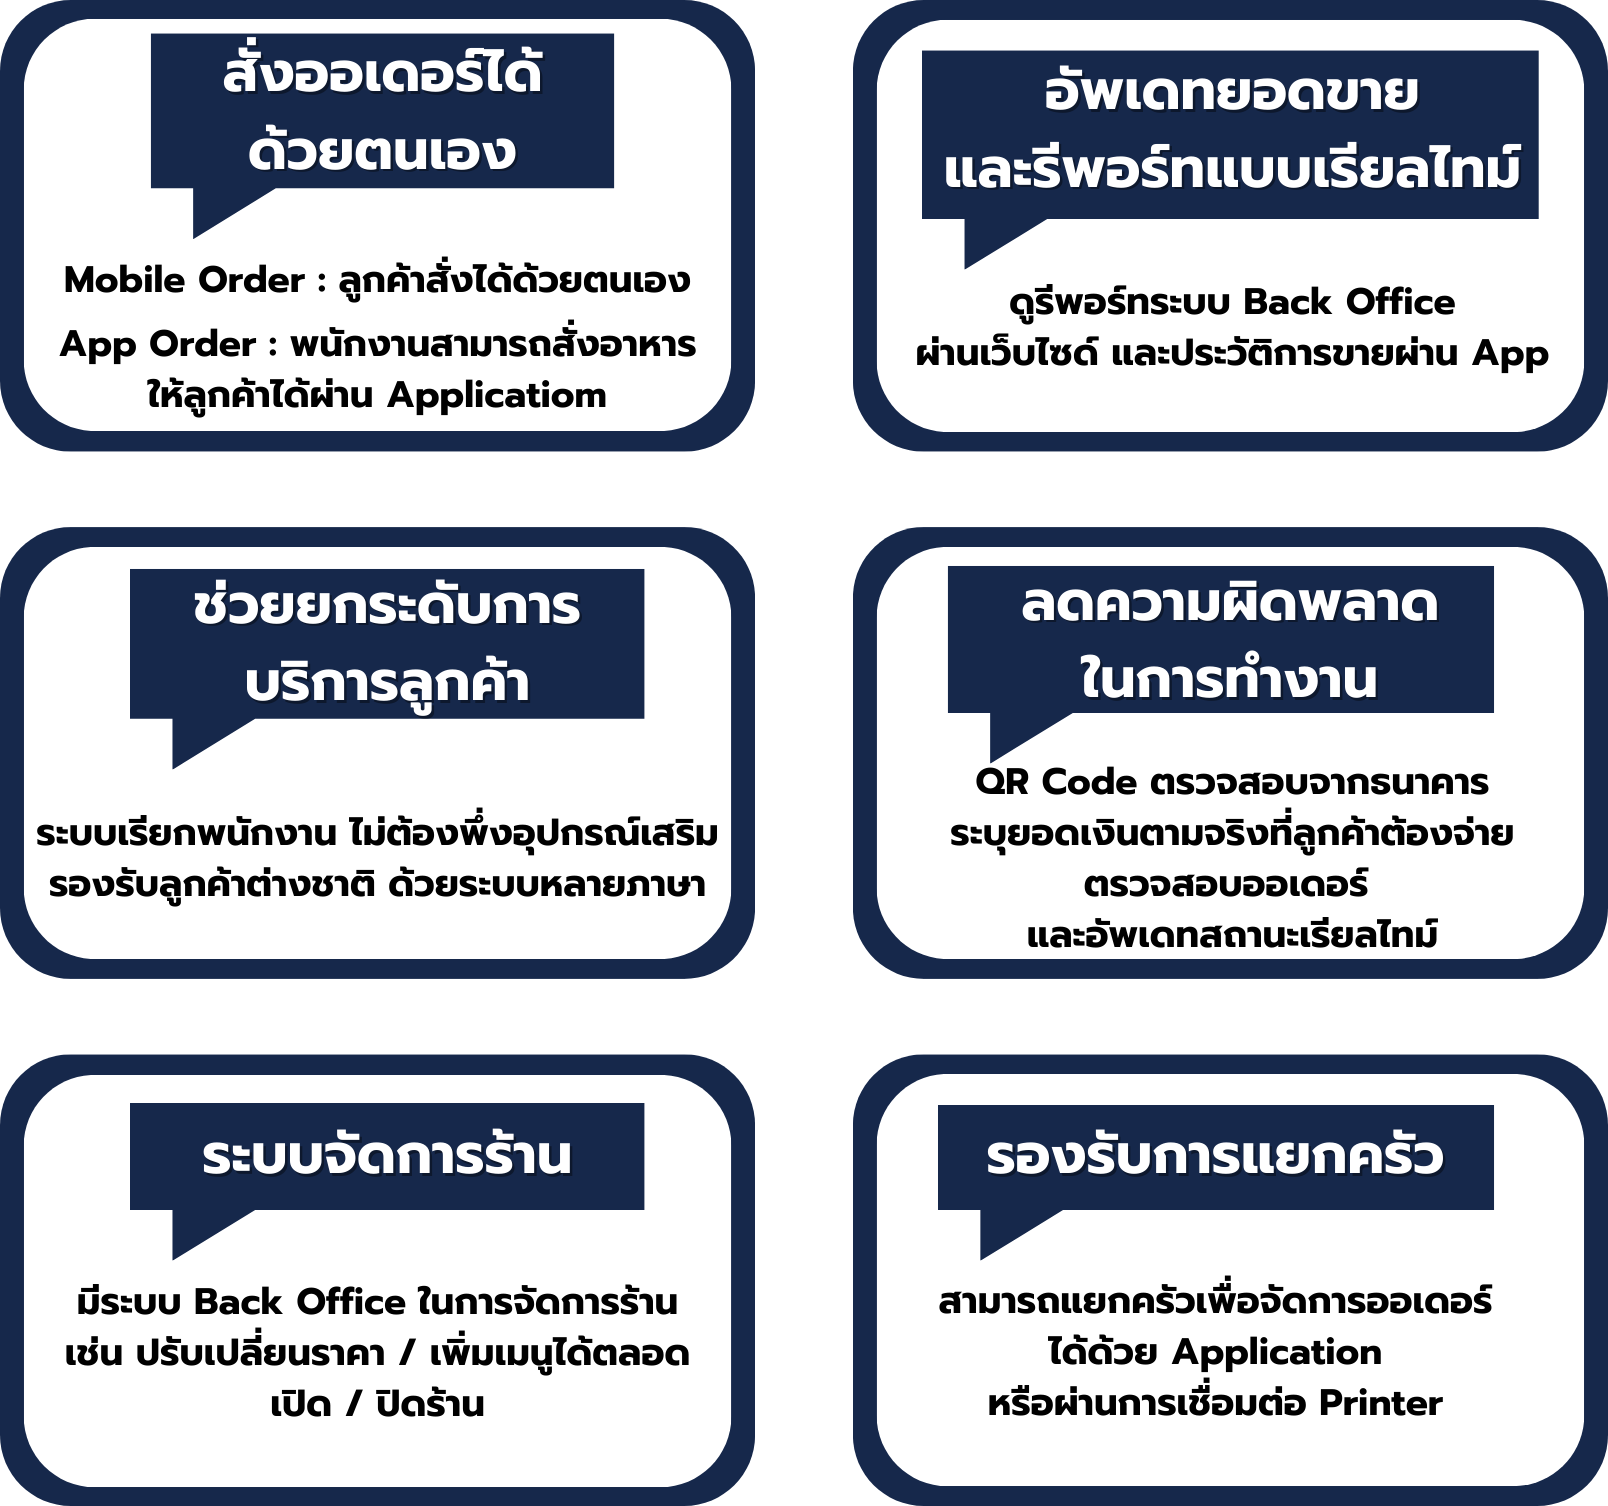 สั่งออเดอร์ได้
ด้วยตนเอง
Mobile Order : ลูกค้าสั่งได้ด้วยตนเอง
App Order : พนักงานสามารถสั่งอาหาร
ให้ลูกค้าได้ผ่าน Applicatiom
อัพเดทยอดขาย
และรีพอร์ทแบบเรียลไทม์
ดูรีพอร์ทระบบ Back Office
ผ่านเว็บไซด์ และประวัติการขายผ่าน App
ช่วยยกระดับการ
บริการลูกค้า
ระบบเรียกพนักงาน ไม่ต้องพึ่งอุปกรณ์เสริม
รองรับลูกค้าต่างชาติ ด้วยระบบหลายภาษา
ลดความผิดพลาด
ในการทำงาน
QR Code ตรวจสอบจากธนาคาร
ระบุยอดเงินตามจริงที่ลูกค้าต้องจ่าย
ตรวจสอบออเดอร์
และอัพเดทสถานะเรียลไทม์
ระบบจัดการร้าน
มีระบบ Back Office ในการจัดการร้าน
เช่น ปรับเปลี่ยนราคา / เพิ่มเมนูได้ตลอด
เปิด / ปิดร้าน
รองรับการแยกครัว
สามารถแยกครัวเพื่อจัดการออเดอร์
ได้ด้วย Application
หรือผ่านการเชื่อมต่อ Printer